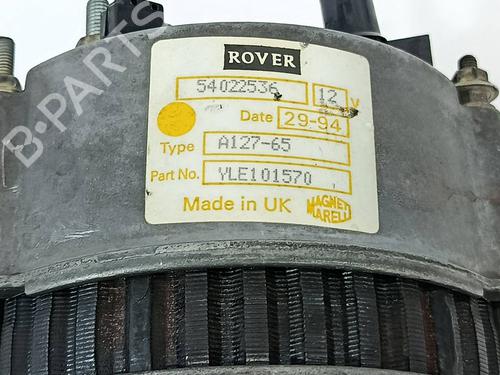 ROVER
54022536 12 V
Date 29-94
Type A127-65
Part No. YLE101570
Made in UK MAGNETI MARELLI
B-PARTS